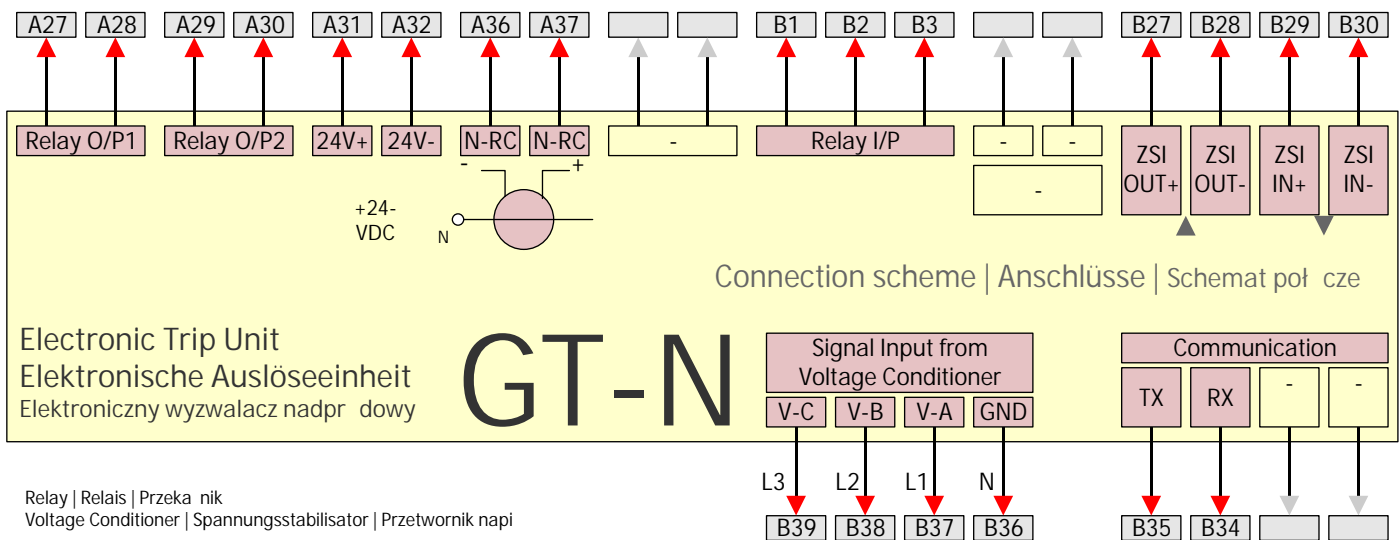 A27 A28 A29 A30 A31 A32 A36 A37 B1 B2 B3 B27 B28 B29 B30
Relay O/P1 Relay O/P2 24V+ 24V- N-RC N-RC - Relay I/P - - ZSI OUT+ ZSI OUT- ZSI IN+ ZSI IN-
- +
-
+24-
VDC
N
Connection scheme | Anschlüsse | Schemat poł cze
Electronic Trip Unit
Elektronische Auslöseeinheit
Elektroniczny wyzwalacz nadpr dowy
GT-N
Signal Input from
Voltage Conditioner
V-C V-B V-A GND
Communication
TX RX - -
L3 L2 L1 N
B39 B38 B37 B36 B35 B34
Relay | Relais | Przeka nik
Voltage Conditioner | Spannungsstabilisator | Przetwornik napi